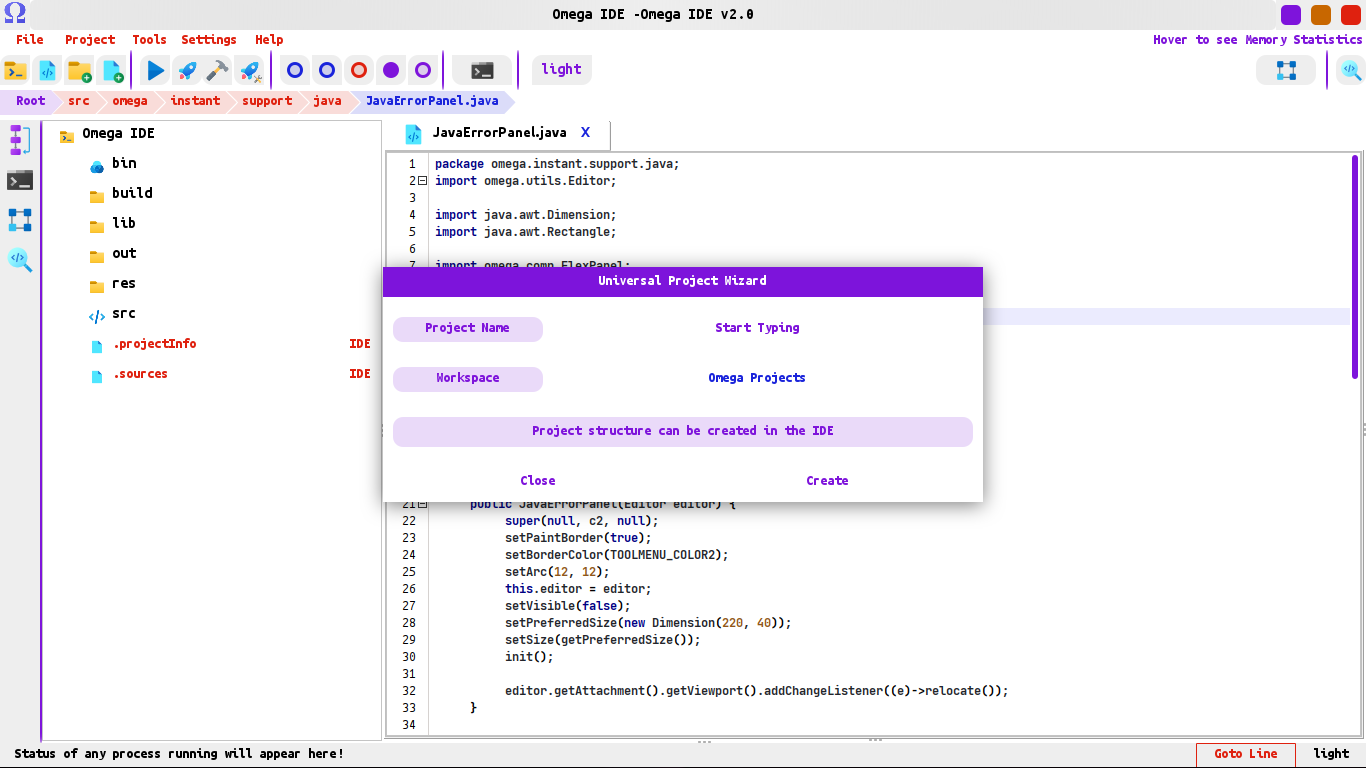 Omega IDE -Omega IDE v2.0
File Project Tools Settings Help
Hover to see Memory Statistics
light
Root src omega instant support java JavaErrorPanel.java
Omega IDE
bin
build
lib
out
res
src
.projectInfo IDE
.sources IDE
JavaErrorPanel.java X
1 package omega.instant.support.java;
2 import omega.utils.Editor;
3
4 import java.awt.Dimension;
5 import java.awt.Rectangle;
6
7 import omega.comp.FlexPanel;
Universal Project Wizard
Project Name Start Typing
Workspace Omega Projects
Project structure can be created in the IDE
Close Create
21 public JavaErrorPanel(Editor editor) {
22 super(null, c2, null);
23 setPaintBorder(true);
24 setBorderColor(TOOLMENU_COLOR2);
25 setArc(12, 12);
26 this.editor = editor;
27 setVisible(false);
28 setPreferredSize(new Dimension(220, 40));
29 setSize(getPreferredSize());
30 init();
31
32 editor.getAttachment().getViewport().addChangeListener((e)->relocate());
33 }
34
Status of any process running will appear here!
Goto Line light